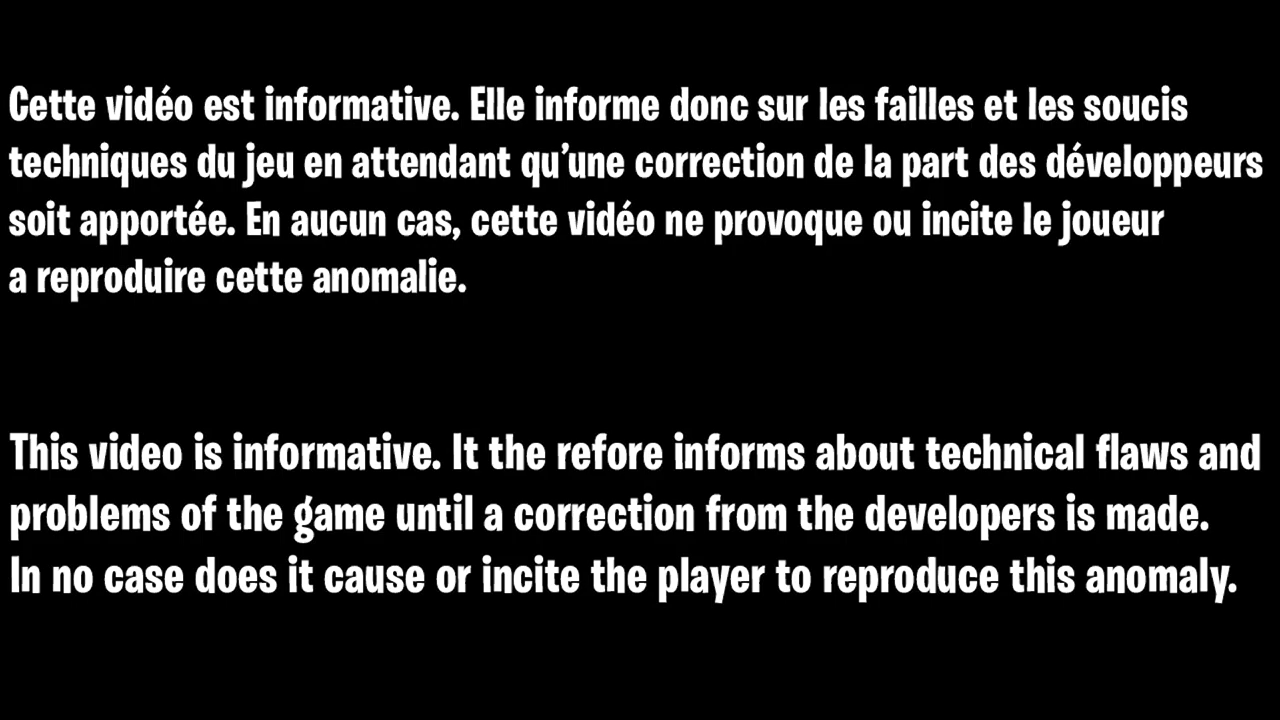 Cette vidéo est informative. Elle informe donc sur les failles et les soucis
techniques du jeu en attendant qu’une correction de la part des développeurs
soit apportée. En aucun cas, cette vidéo ne provoque ou incite le joueur
a reproduire cette anomalie.
This video is informative. It the refore informs about technical flaws and
problems of the game until a correction from the developers is made.
In no case does it cause or incite the player to reproduce this anomaly.